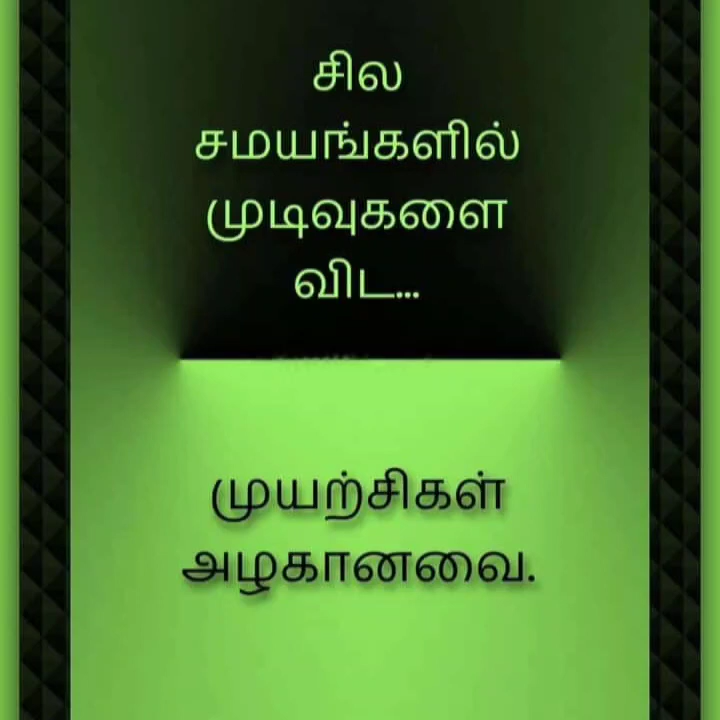 சில
சமயங்களில்
முடிவுகளை
விட...
முயற்சிகள்
அழகானவை.